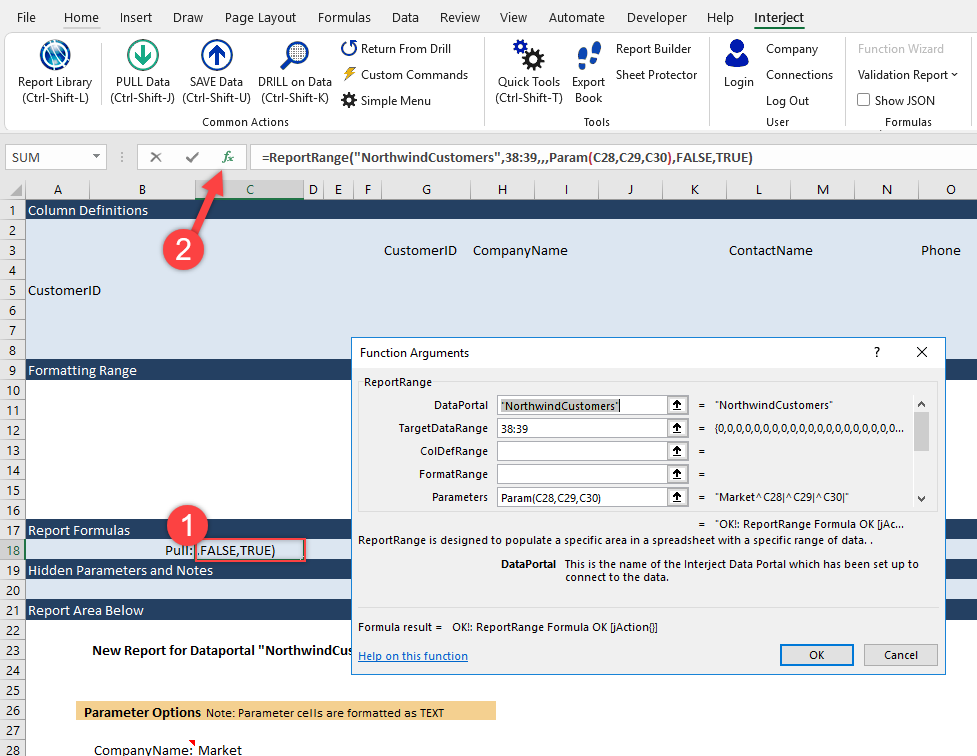 File Home Insert Draw Page Layout Formulas Data Review View Automate Developer Help Interject
Report Library
(Ctrl-Shift-L)
PULL Data
(Ctrl-Shift-J)
SAVE Data
(Ctrl-Shift-U)
DRILL on Data
(Ctrl-Shift-K)
Return From Drill
Custom Commands
Simple Menu
Common Actions
Quick Tools
(Ctrl-Shift-T)
Export
Book
Report Builder
Sheet Protector
Tools
Login
Company
Connections
Log Out
User
Function Wizard
Validation Report
Show JSON
Formulas
SUM fx =ReportRange("NorthwindCustomers",38:39,,,Param(C28,C29,C30),FALSE,TRUE)
A B C D E F G H I J K L M N O
1 Column Definitions
2
2
3 CustomerID CompanyName ContactName Phone
4
5 CustomerID
6
7
8
9 Formatting Range
10
11
12
13
14
15
16
17 Report Formulas
1
18 Pull: ,FALSE,TRUE)
19 Hidden Parameters and Notes
20
21 Report Area Below
22
23 New Report for Dataportal "NorthwindCus
24
25
26 Parameter Options Note: Parameter cells are formatted as TEXT
27
28 CompanyName: Market
Function Arguments ?
ReportRange
DataPortal "NorthwindCustomers" = "NorthwindCustomers"
TargetDataRange 38:39 = {0,0,0,0,0,0,0,0,0,0,0,0,0,0,0,0,0,0,0,0...
ColDefRange =
FormatRange =
Parameters Param(C28,C29,C30) = "Market^C28|^C29|^C30|"
= "OK!: ReportRange Formula OK [jAc...
ReportRange is designed to populate a specific area in a spreadsheet with a specific range of data. .
DataPortal This is the name of the Interject Data Portal which has been set up to
connect to the data.
Formula result = OK!: ReportRange Formula OK [jAction{}]
Help on this function
OK Cancel